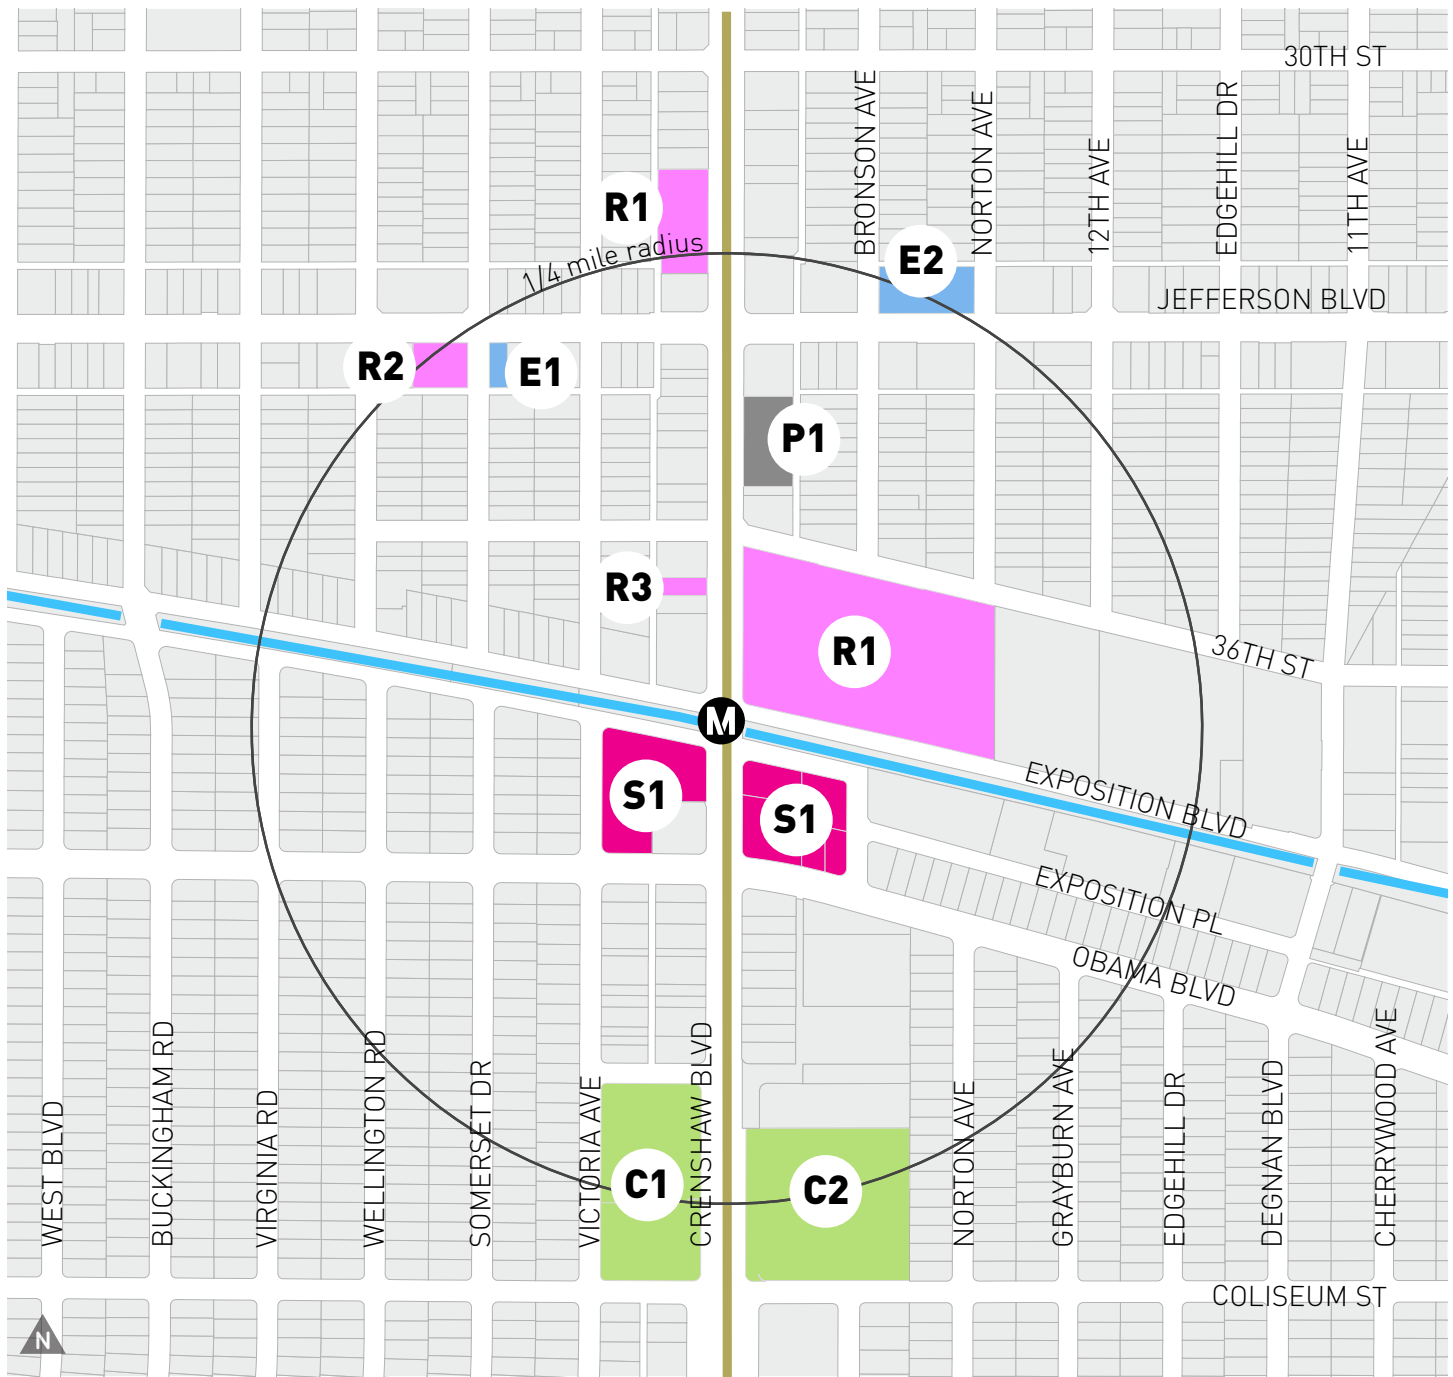 30TH ST
BRONSON AVE
NORTON AVE
12TH AVE
EDGEHILL DR
11TH AVE
R1
1/4 mile radius
E2
JEFFERSON BLVD
R2
E1
P1
R3
R1
36TH ST
M
S1
S1
EXPOSITION BLVD
EXPOSITION PL
OBAMA BLVD
WEST BLVD
BUCKINGHAM RD
VIRGINIA RD
WELLINGTON RD
SOMERSET DR
VICTORIA AVE
C1
CRENSHAW BLVD
C2
NORTON AVE
GRAYBURN AVE
EDGEHILL DR
DEGNAN BLVD
CHERRYWOOD AVE
COLISEUM ST
N